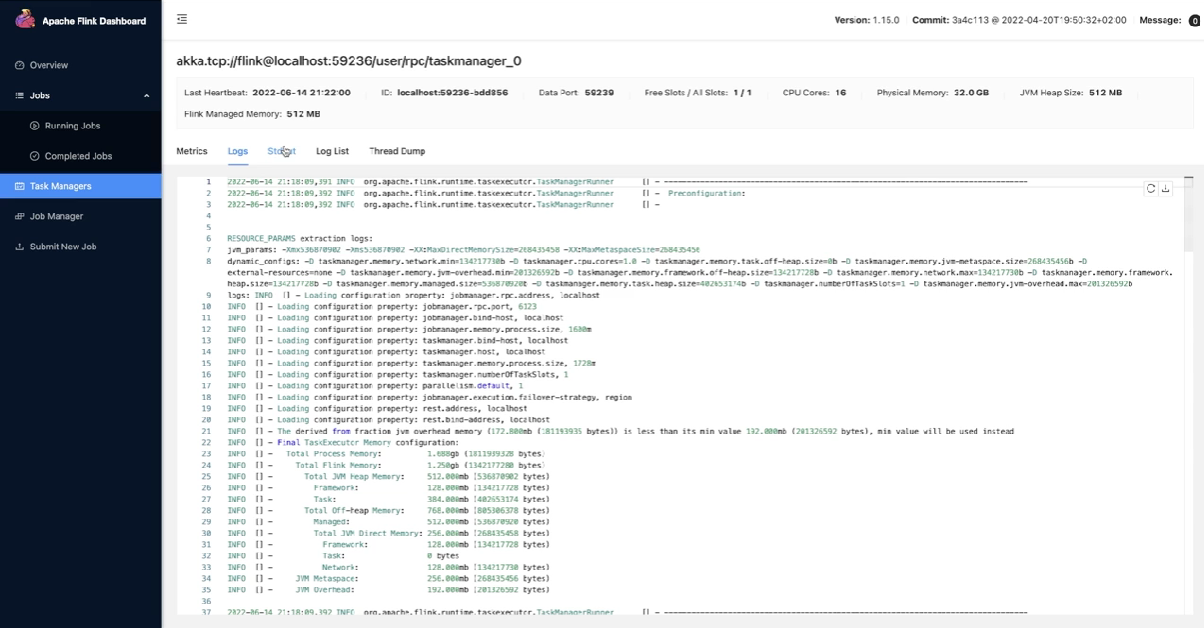 Apache Flink Dashboard
Version: 1.15.0 Commit: 3a4c113 @ 2022-04-20T19:50:32+02:00 Message: 0
Overview
Jobs
Running Jobs
Completed Jobs
Task Managers
Job Manager
Submit New Job
akka.tcp://flink@localhost:59236/user/rpc/taskmanager_0
Last Heartbeat: 2022-06-14 21:22:00 ID: localhost:59236-bdd856 Data Port: 59239 Free Slots / All Slots: 1 / 1 CPU Cores: 16 Physical Memory: 32.0 GB JVM Heap Size: 512 MB
Flink Managed Memory: 512 MB
Metrics Logs Stdout Log List Thread Dump
1 2022-06-14 21:18:09,391 INFO org.apache.flink.runtime.taskexecutor.TaskManagerRunner [] - --------------------------------------------------------------------------------
2 2022-06-14 21:18:09,392 INFO org.apache.flink.runtime.taskexecutor.TaskManagerRunner [] - Preconfiguration:
3 2022-06-14 21:18:09,392 INFO org.apache.flink.runtime.taskexecutor.TaskManagerRunner [] -
4
5
6 RESOURCE_PARAMS extraction logs:
7 jvm_params: -Xmx536870902 -Xms536870902 -XX:MaxDirectMemorySize=268435458 -XX:MaxMetaspaceSize=268435456
8 dynamic_configs: -D taskmanager.memory.network.min=134217730b -D taskmanager.cpu.cores=1.0 -D taskmanager.memory.task.off-heap.size=0b -D taskmanager.memory.jvm-metaspace.size=268435456b -D
external-resources=none -D taskmanager.memory.jvm-overhead.min=201326592b -D taskmanager.memory.framework.off-heap.size=134217728b -D taskmanager.memory.network.max=134217730b -D taskmanager.memory.framework.
heap.size=134217728b -D taskmanager.memory.managed.size=536870920b -D taskmanager.memory.task.heap.size=402653174b -D taskmanager.numberOfTaskSlots=1 -D taskmanager.memory.jvm-overhead.max=201326592b
9 logs: INFO [] - Loading configuration property: jobmanager.rpc.address, localhost
10 INFO [] - Loading configuration property: jobmanager.rpc.port, 6123
11 INFO [] - Loading configuration property: jobmanager.bind-host, localhost
12 INFO [] - Loading configuration property: jobmanager.memory.process.size, 1600m
13 INFO [] - Loading configuration property: taskmanager.bind-host, localhost
14 INFO [] - Loading configuration property: taskmanager.host, localhost
15 INFO [] - Loading configuration property: taskmanager.memory.process.size, 1728m
16 INFO [] - Loading configuration property: taskmanager.numberOfTaskSlots, 1
17 INFO [] - Loading configuration property: parallelism.default, 1
18 INFO [] - Loading configuration property: jobmanager.execution.failover-strategy, region
19 INFO [] - Loading configuration property: rest.address, localhost
20 INFO [] - Loading configuration property: rest.bind-address, localhost
21 INFO [] - The derived from fraction jvm overhead memory (172.800mb (181193935 bytes)) is less than its min value 192.000mb (201326592 bytes), min value will be used instead
22 INFO [] - Final TaskExecutor Memory configuration:
23 INFO [] - Total Process Memory: 1.688gb (1811939328 bytes)
24 INFO [] - Total Flink Memory: 1.250gb (1342177280 bytes)
25 INFO [] - Total JVM Heap Memory: 512.000mb (536870902 bytes)
26 INFO [] - Framework: 128.000mb (134217728 bytes)
27 INFO [] - Task: 384.000mb (402653174 bytes)
28 INFO [] - Total Off-heap Memory: 768.000mb (805306378 bytes)
29 INFO [] - Managed: 512.000mb (536870920 bytes)
30 INFO [] - Total JVM Direct Memory: 256.000mb (268435458 bytes)
31 INFO [] - Framework: 128.000mb (134217728 bytes)
32 INFO [] - Task: 0 bytes
33 INFO [] - Network: 128.000mb (134217730 bytes)
34 INFO [] - JVM Metaspace: 256.000mb (268435456 bytes)
35 INFO [] - JVM Overhead: 192.000mb (201326592 bytes)
36
37 2022-06-14 21:18:09,392 INFO org.apache.flink.runtime.taskexecutor.TaskManagerRunner [] - --------------------------------------------------------------------------------